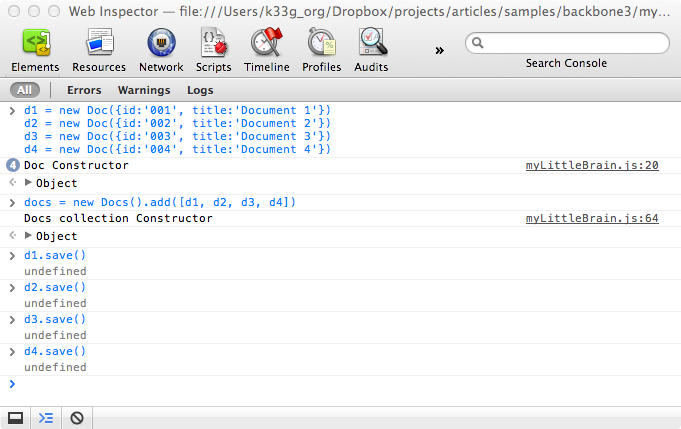 Web Inspector — file:///Users/k33g_org/Dropbox/projects/articles/samples/backbone3/my...
Elements Resources Network Scripts Timeline Profiles Audits » Search Console
All Errors Warnings Logs
> d1 = new Doc({id:'001', title:'Document 1'})
d2 = new Doc({id:'002', title:'Document 2'})
d3 = new Doc({id:'003', title:'Document 3'})
d4 = new Doc({id:'004', title:'Document 4'})
4 Doc Constructor myLittleBrain.js:20
Object
> docs = new Docs().add([d1, d2, d3, d4])
Docs collection Constructor myLittleBrain.js:64
Object
> d1.save()
undefined
> d2.save()
undefined
> d3.save()
undefined
> d4.save()
undefined
>